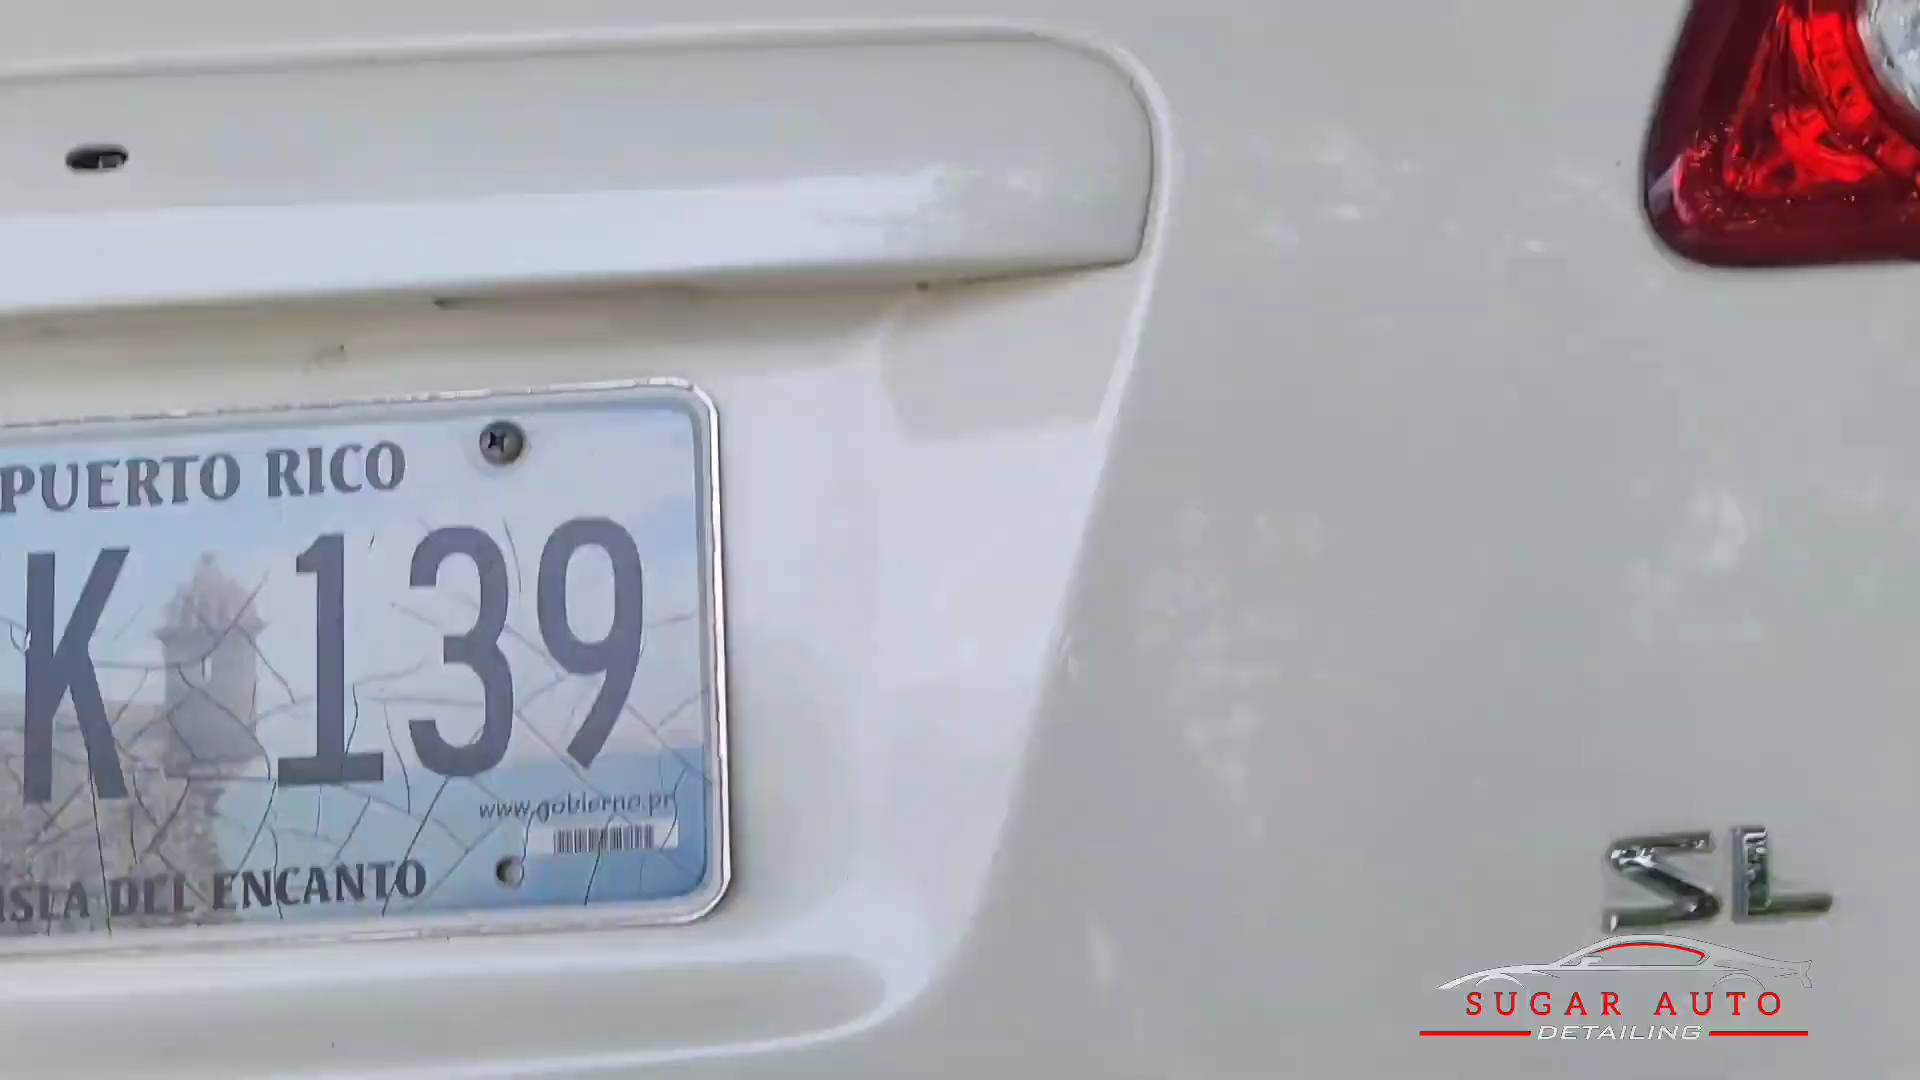 PUERTO RICO
K 139
www.gobierno.pr
ISLA DEL ENCANTO
SL
SUGAR AUTO
DETAILING